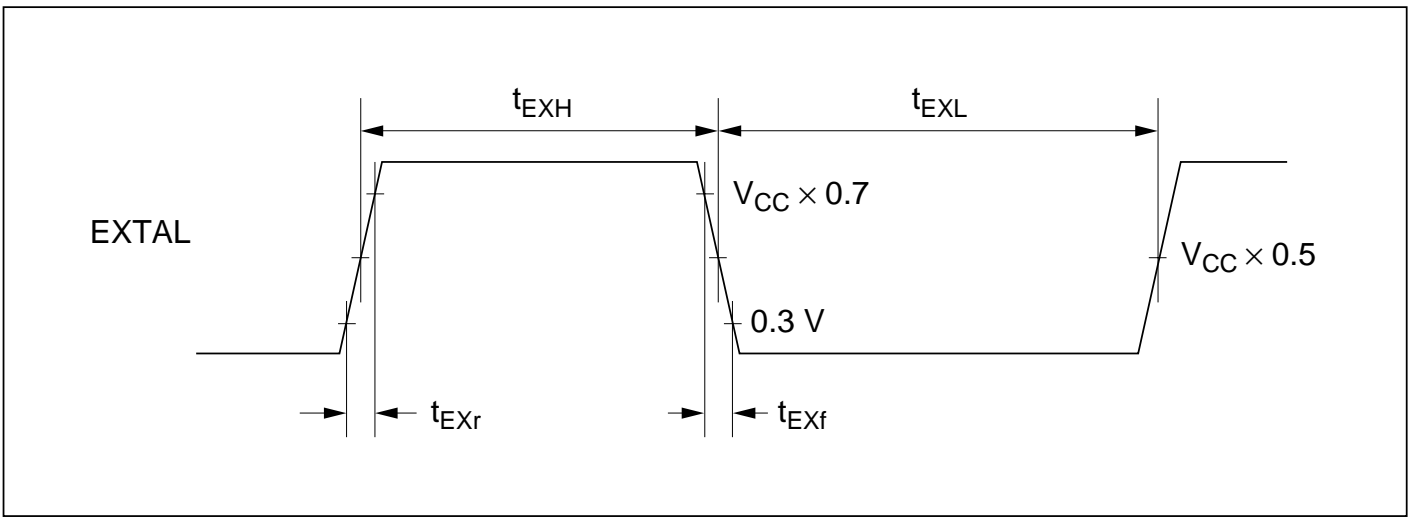 tEXH
tEXL
VCC × 0.7
EXTAL
VCC × 0.5
0.3 V
tEXr
tEXf